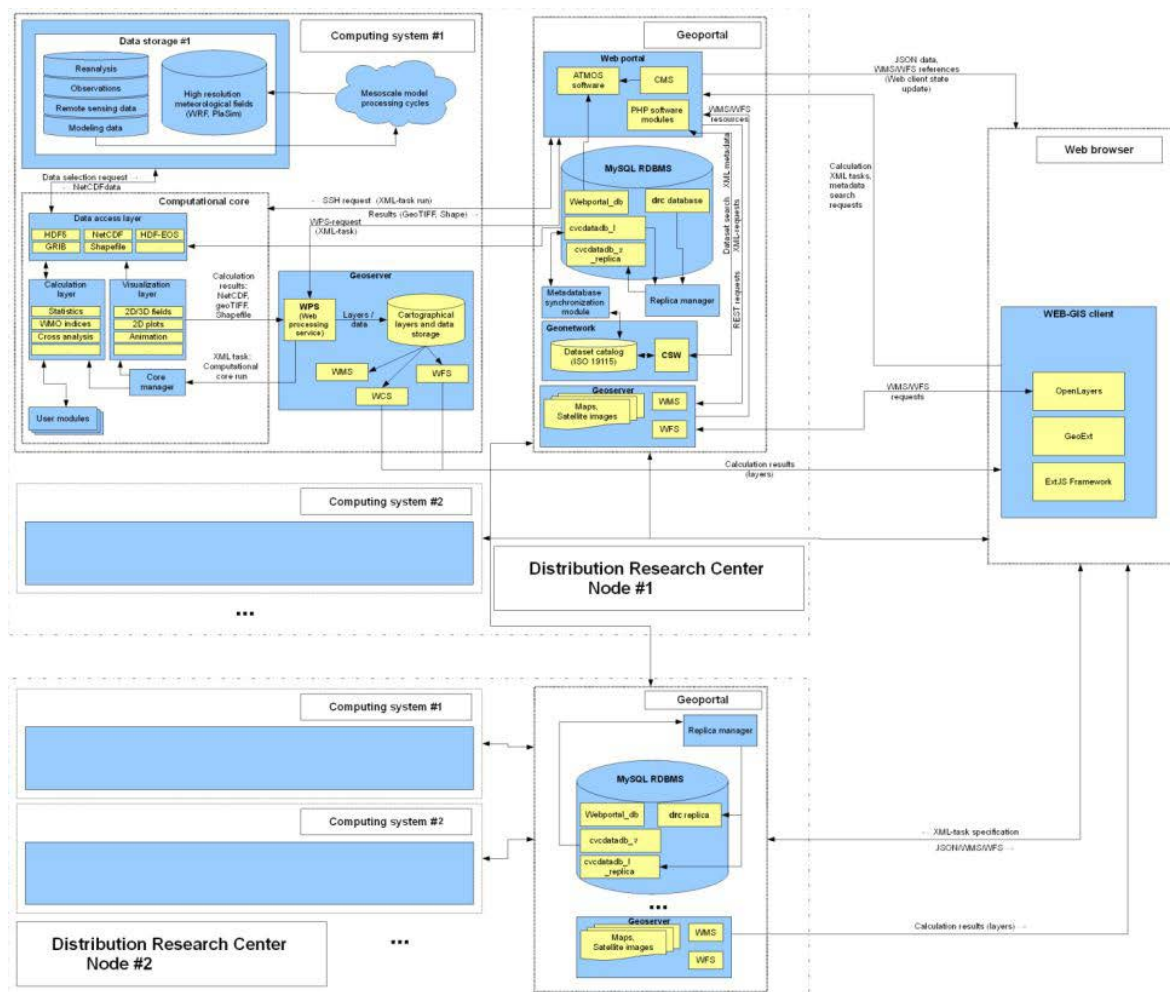 Computing system #1
Data storage #1
Reanalysis
Observations
Remote sensing data
Modeling data
High resolution
meteorological fields
(WRF, PlaSim)
Mesoscale model
processing cycles
Data selection request →
← NetCDFdata
Computational core
Data access layer
HDF5
NetCDF
HDF-EOS
GRIB
Shapefile
Calculation
layer
Statistics
WMO indices
Cross analysis
Visualization
layer
2D/3D fields
2D plots
Animation
Core
manager
User modules
Calculation
results:
NetCDF,
geoTIFF,
Shapefile
XML task:
Computational
core run
← SSH request (XML-task run)
Results (GeoTIFF, Shape) →
WPS-request
(XML-task)
Geoserver
WPS
(Web
processing
service)
Layers /
data
Cartographical
layers and data
storage
WMS
WCS
WFS
Geoportal
Web portal
ATMOS
software
CMS
PHP software
modules
MySQL RDBMS
Webportal_db
drc database
cvcdatadb_l
cvcdatadb_r
_replica
Metadatabase
synchronization
module
Replica manager
Geonetwork
Dataset catalog
(ISO 19115)
CSW
Geoserver
Maps,
Satellite images
WMS
WFS
WMS/WFS
resources
XML metadata
Dataset search
XML-requests
REST requests
JSON data,
WMS/WFS references
(Web client state
update)
Calculation
XML tasks,
metadata
search
requests
WMS/WFS
requests
Calculation results
(layers)
Web browser
WEB-GIS client
OpenLayers
GeoExt
ExtJS Framework
Computing system #2
...
Distribution Research Center
Node #1
Computing system #1
Computing system #2
...
Distribution Research Center
Node #2
Geoportal
Replica manager
MySQL RDBMS
Webportal_db
drc replica
cvcdatadb_r
cvcdatadb_l
_replica
...
Geoserver
Maps,
Satellite images
WMS
WFS
← XML-task specification
JSON/WMS/WFS →
Calculation results (layers) →